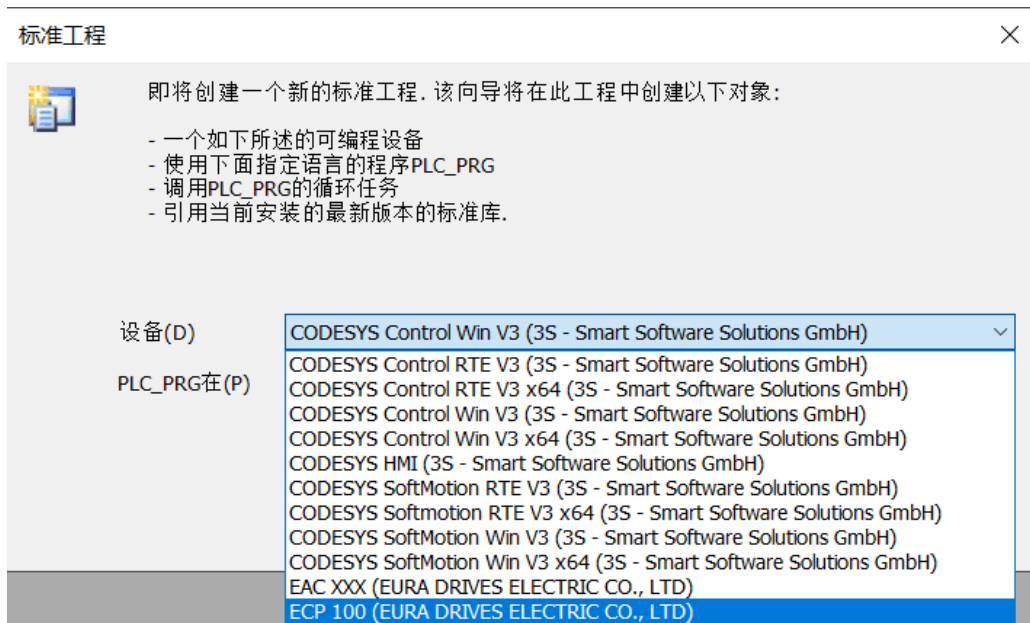 标准工程
即将创建一个新的标准工程.该向导将在此工程中创建以下对象:
- 一个如下所述的可编程设备
- 使用下面指定语言的程序PLC_PRG
- 调用PLC_PRG的循环任务
- 引用当前安装的最新版本的标准库.
设备(D)
CODESYS Control Win V3 (3S - Smart Software Solutions GmbH)
PLC_PRG在(P)
CODESYS Control RTE V3 (3S - Smart Software Solutions GmbH)
CODESYS Control RTE V3 x64 (3S - Smart Software Solutions GmbH)
CODESYS Control Win V3 (3S - Smart Software Solutions GmbH)
CODESYS Control Win V3 x64 (3S - Smart Software Solutions GmbH)
CODESYS HMI (3S - Smart Software Solutions GmbH)
CODESYS SoftMotion RTE V3 (3S - Smart Software Solutions GmbH)
CODESYS Softmotion RTE V3 x64 (3S - Smart Software Solutions GmbH)
CODESYS SoftMotion Win V3 (3S - Smart Software Solutions GmbH)
CODESYS SoftMotion Win V3 x64 (3S - Smart Software Solutions GmbH)
EAC XXX (EURA DRIVES ELECTRIC CO., LTD)
ECP 100 (EURA DRIVES ELECTRIC CO., LTD)